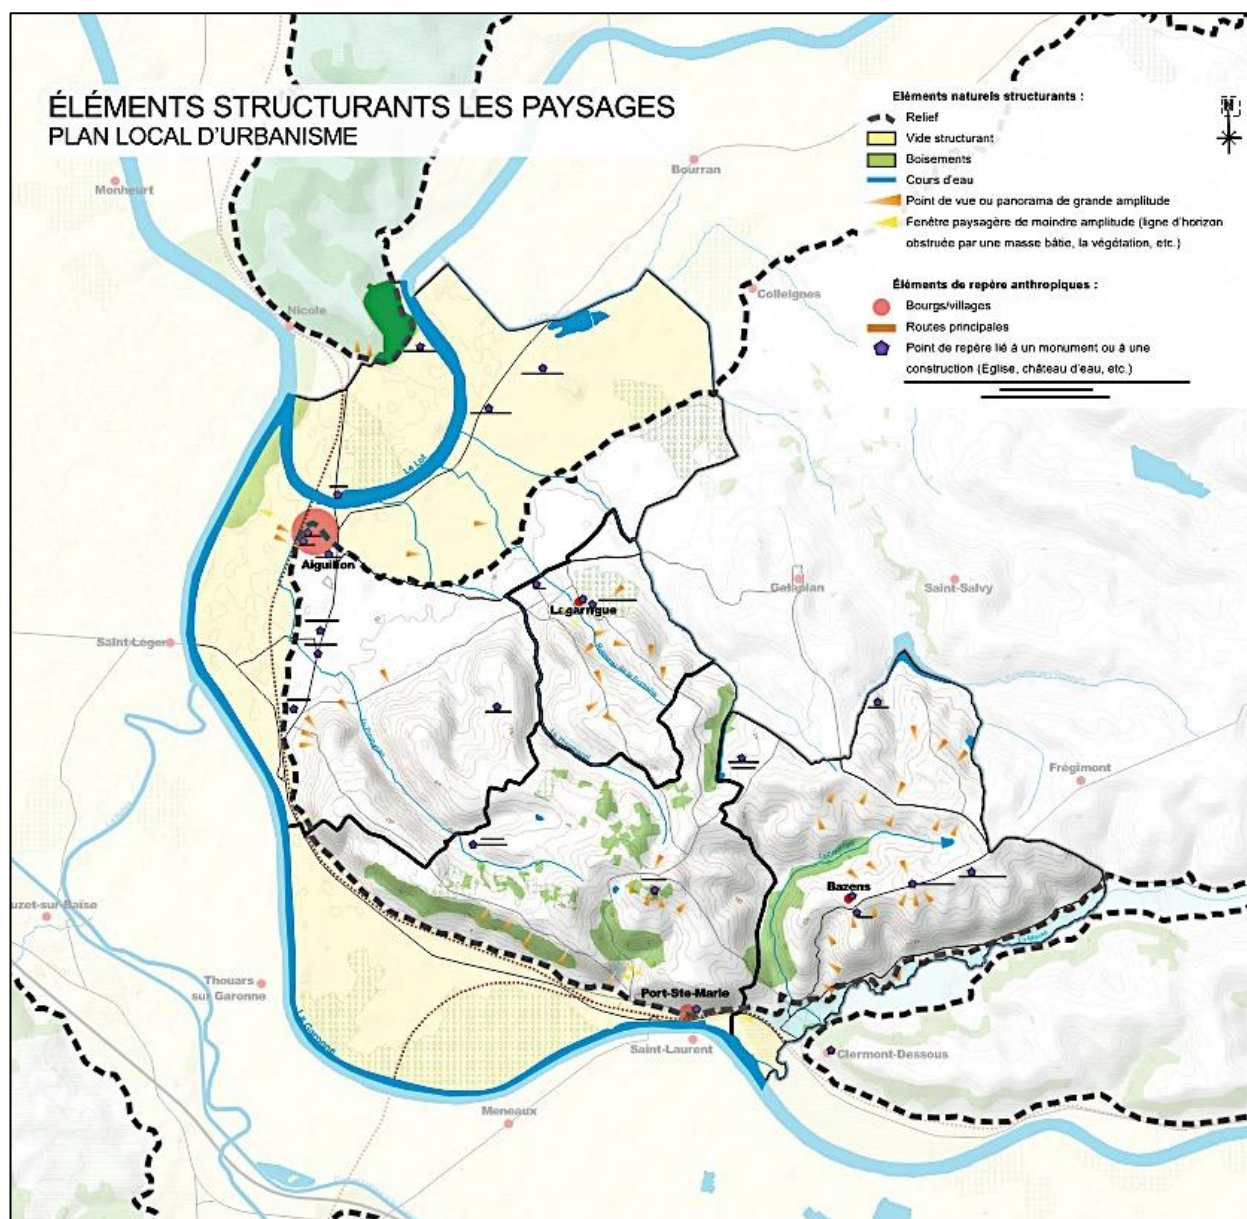 ÉLÉMENTS STRUCTURANTS LES PAYSAGES
PLAN LOCAL D'URBANISME
Eléments naturels structurants :
Relief
Vide structurant
Boisements
Cours d'eau
Point de vue ou panorama de grande amplitude
Fenêtre paysagère de moindre amplitude (ligne d'horizon
obstruée par une masse bâtie, la végétation, etc.)
Éléments de repère anthropiques :
Bourgs/villages
Routes principales
Point de repère lié à un monument ou à une
construction (Eglise, château d'eau, etc.)
N
Bourran
Monheurt
Colleignes
Nicole
Le Lot
Aiguillon
Galapian
Saint-Salvy
Lagarrigue
Saint-Léger
Frégimont
Bazens
uzet-sur-Baïse
Thouars
sur Garonne
Port-Ste-Marie
La Garonne
Saint-Laurent
Clermont-Dessous
Meneaux